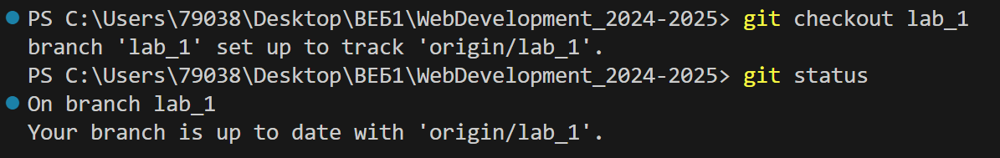 PS C:\Users\79038\Desktop\ВЕБ1\WebDevelopment_2024-2025> git checkout lab_1
branch 'lab_1' set up to track 'origin/lab_1'.
PS C:\Users\79038\Desktop\ВЕБ1\WebDevelopment_2024-2025> git status
On branch lab_1
Your branch is up to date with 'origin/lab_1'.